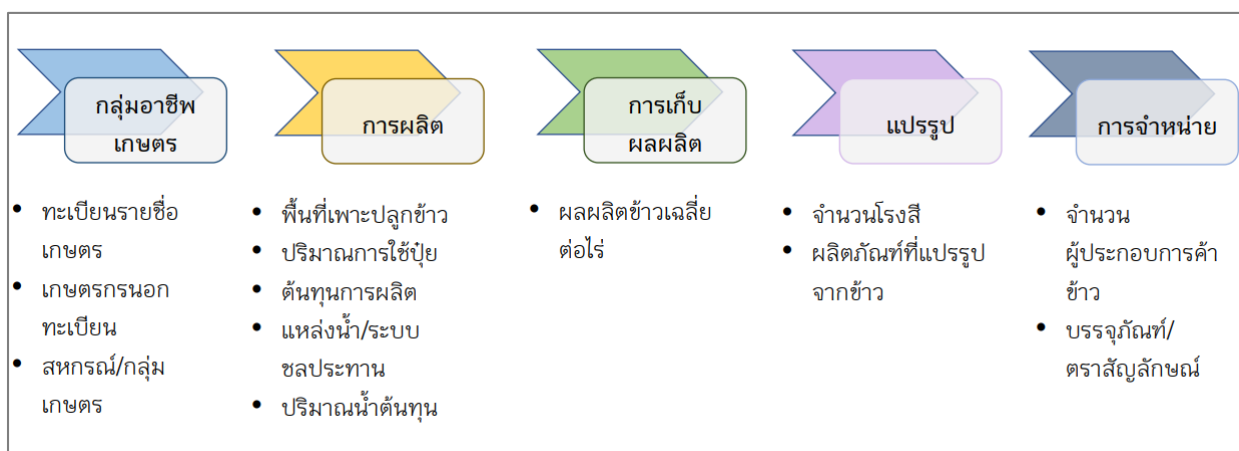 กลุ่มอาชีพ
เกษตร
การผลิต
การเก็บ
ผลผลิต
แปรรูป
การจำหน่าย
• ทะเบียนรายชื่อ
เกษตร
• เกษตรกรนอก
ทะเบียน
• สหกรณ์/กลุ่ม
เกษตร
• พื้นที่เพาะปลูกข้าว
• ปริมาณการใช้ปุ๋ย
• ต้นทุนการผลิต
• แหล่งน้ำ/ระบบ
ชลประทาน
• ปริมาณน้ำต้นทุน
• ผลผลิตข้าวเฉลี่ย
ต่อไร่
• จำนวนโรงสี
• ผลิตภัณฑ์ที่แปรรูป
จากข้าว
• จำนวน
ผู้ประกอบการค้า
ข้าว
• บรรจุภัณฑ์/
ตราสัญลักษณ์